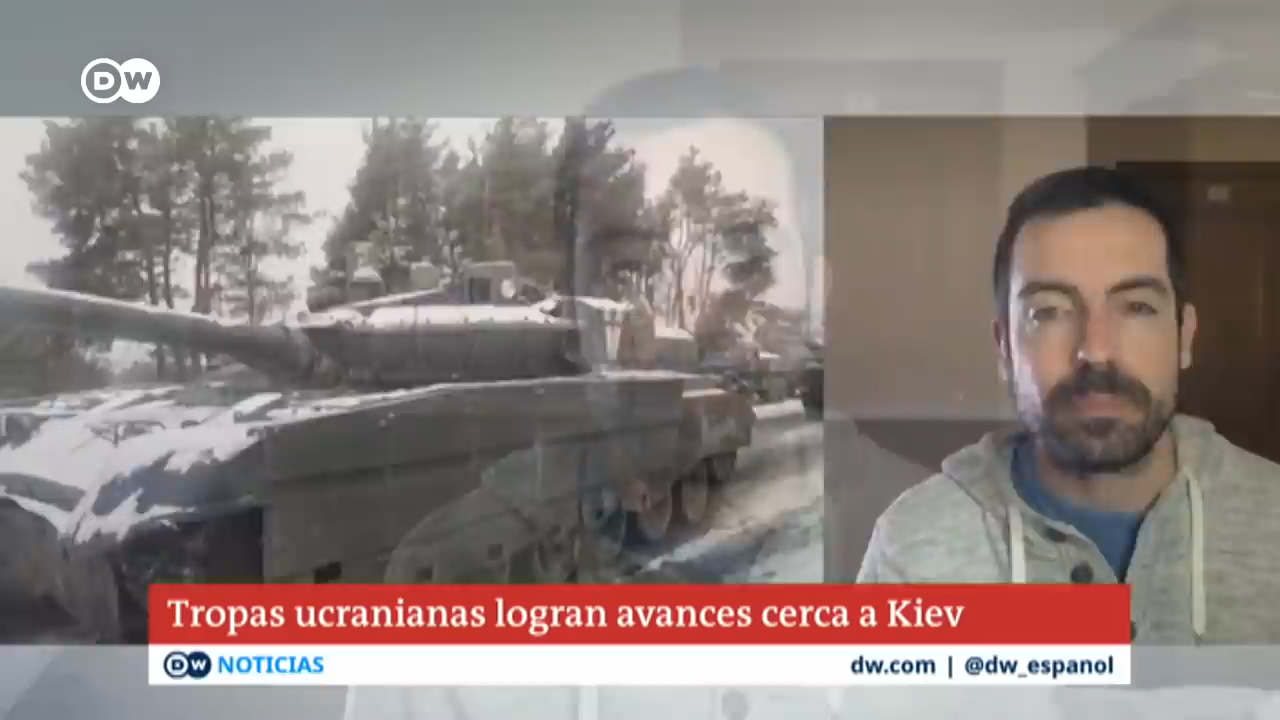 DW
Tropas ucranianas logran avances cerca a Kiev
DW NOTICIAS
dw.com | @dw_espanol